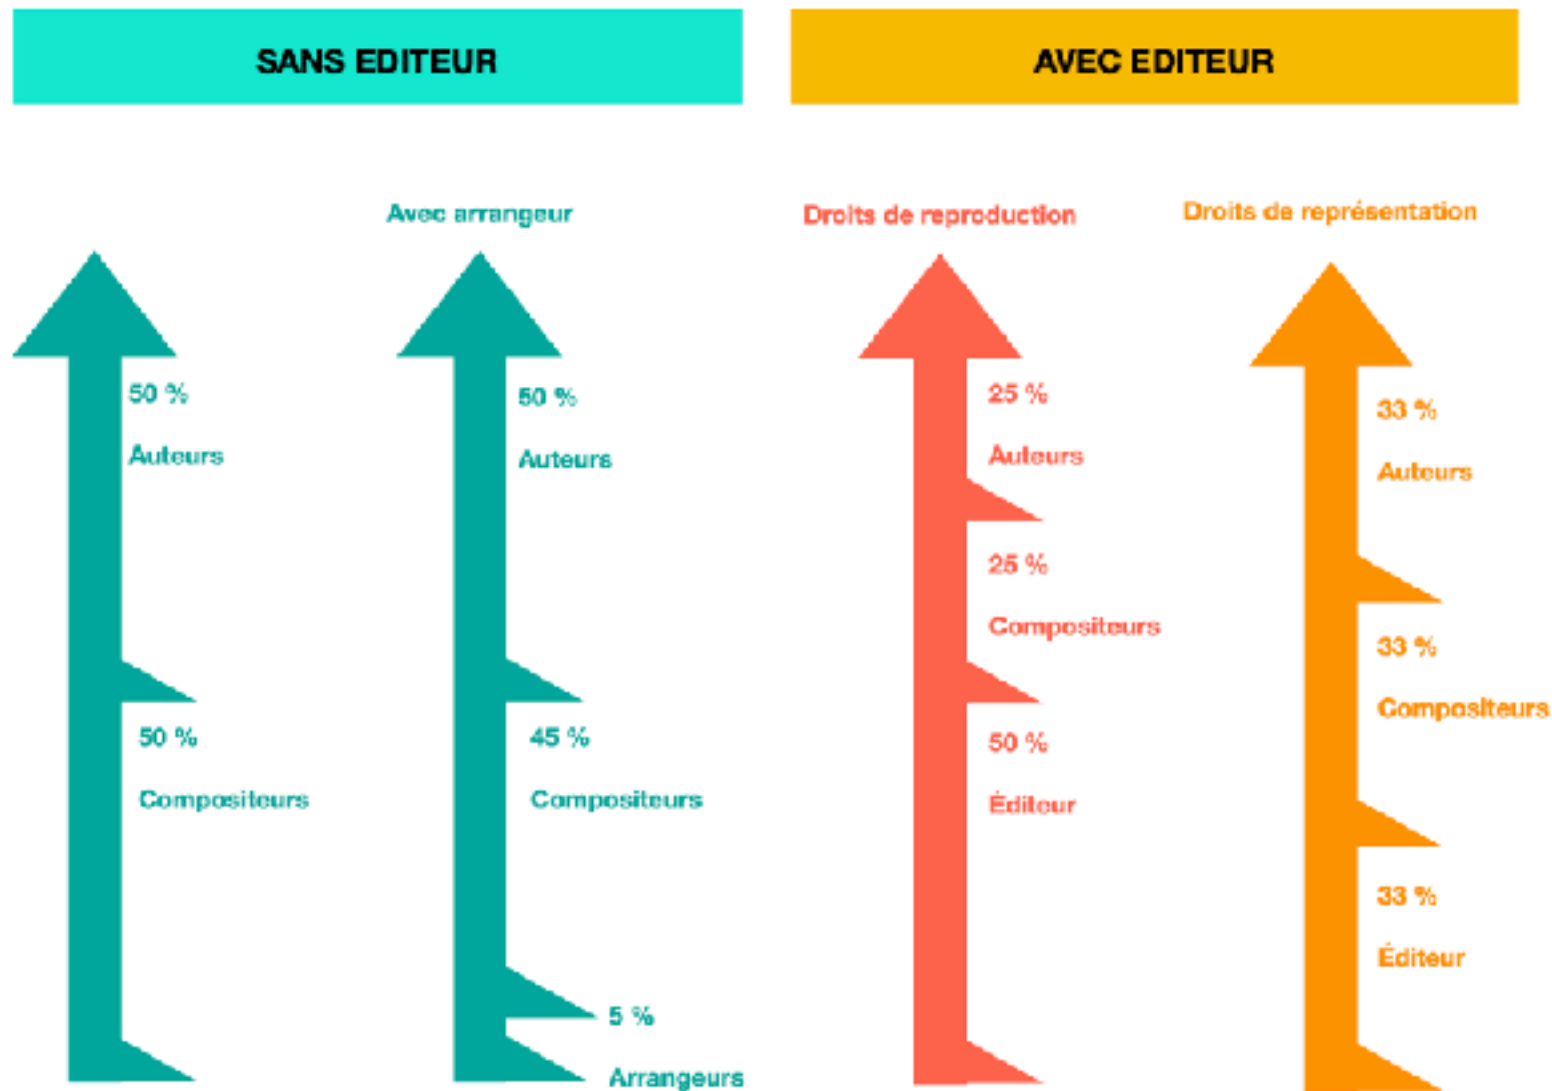 SANS EDITEUR
AVEC EDITEUR
Avec arrangeur
Droits de reproduction
Droits de représentation
50 %
Auteurs
50 %
Compositeurs
50 %
Auteurs
45 %
Compositeurs
5 %
Arrangeurs
25 %
Auteurs
25 %
Compositeurs
50 %
Éditeur
33 %
Auteurs
33 %
Compositeurs
33 %
Éditeur